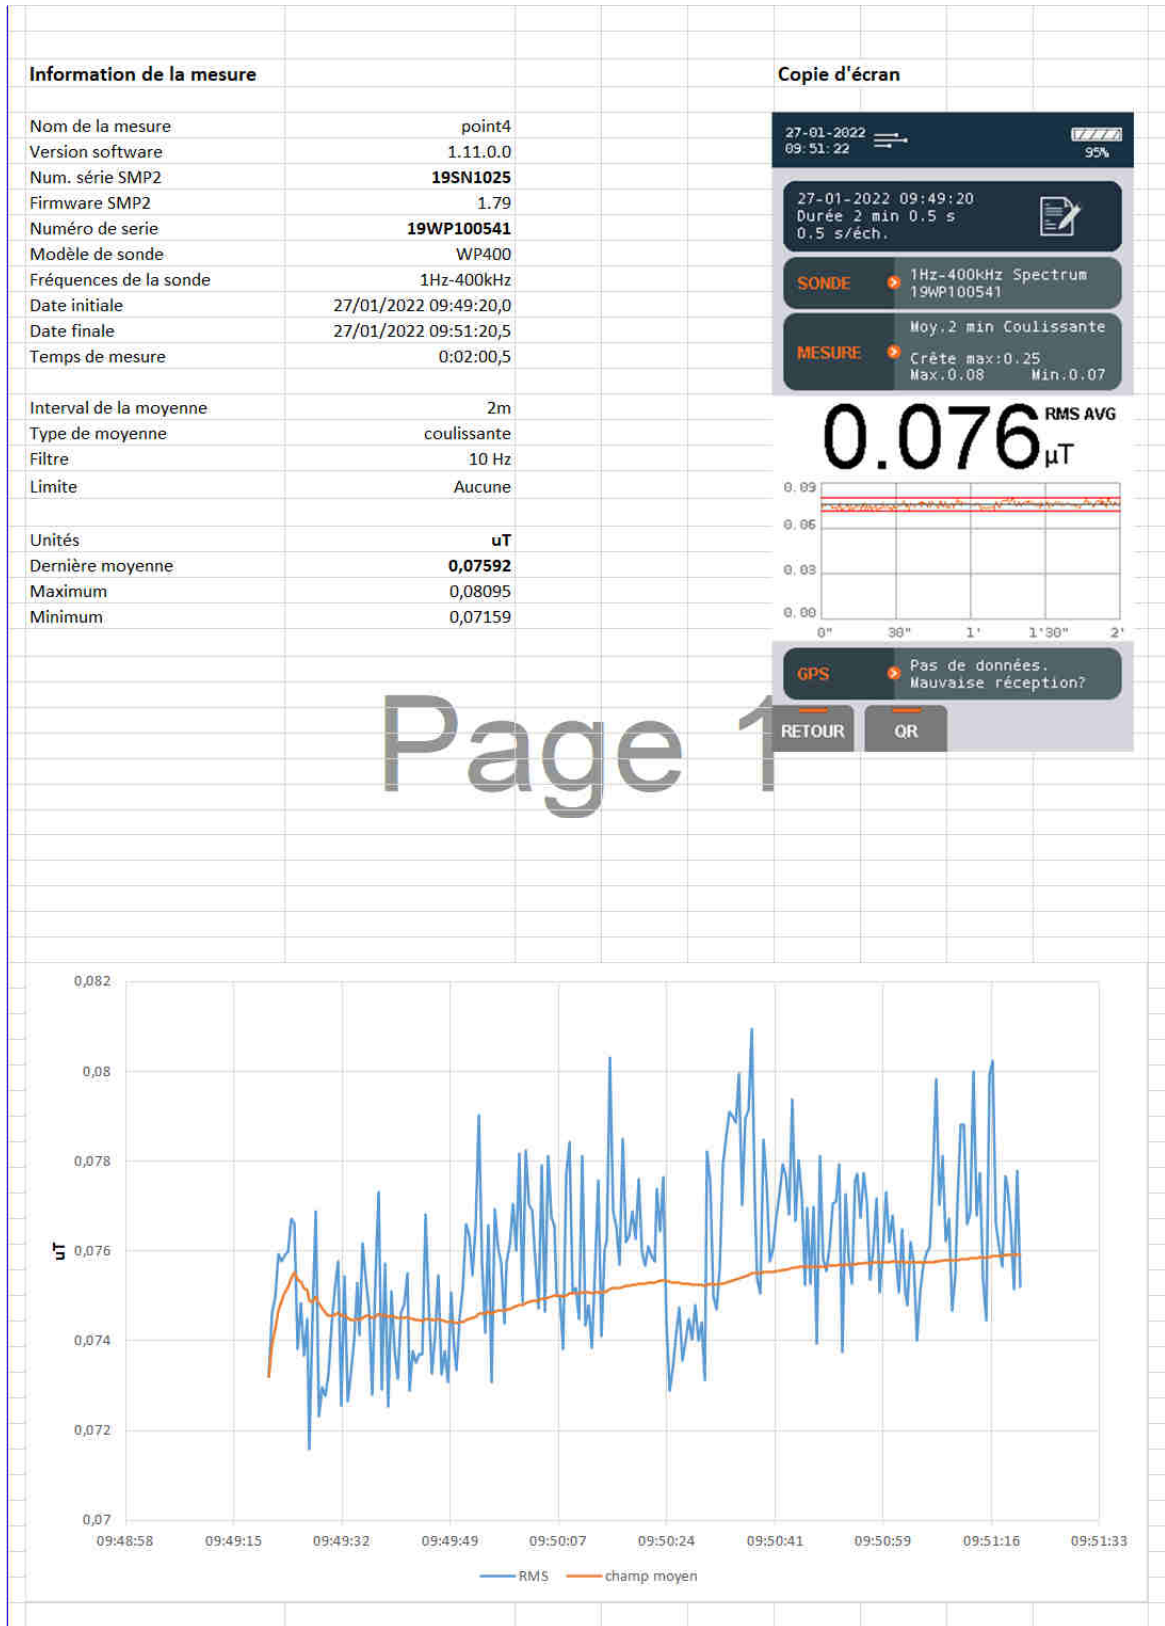 Information de la mesure
Copie d'écran
Nom de la mesure point4
Version software 1.11.0.0
Num. série SMP2 19SN1025
Firmware SMP2 1.79
Numéro de serie 19WP100541
Modèle de sonde WP400
Fréquences de la sonde 1Hz-400kHz
Date initiale 27/01/2022 09:49:20,0
Date finale 27/01/2022 09:51:20,5
Temps de mesure 0:02:00,5
Interval de la moyenne 2m
Type de moyenne coulissante
Filtre 10 Hz
Limite Aucune
Unités uT
Dernière moyenne 0,07592
Maximum 0,08095
Minimum 0,07159
27-01-2022
09:51:22
95%
27-01-2022 09:49:20
Durée 2 min 0.5 s
0.5 s/éch.
SONDE
1Hz-400kHz Spectrum
19WP100541
MESURE
Moy.2 min Coulissante
Crête max:0.25
Max.0.08 Min.0.07
0.076 RMS AVG
µT
0.09
0.06
0.03
0.00
0" 30" 1' 1'30" 2'
GPS
Pas de données.
Mauvaise réception?
RETOUR QR
Page 1
0,082
0,08
0,078
0,076
0,074
0,072
0,07
uT
09:48:58 09:49:15 09:49:32 09:49:49 09:50:07 09:50:24 09:50:41 09:50:59 09:51:16 09:51:33
RMS champ moyen